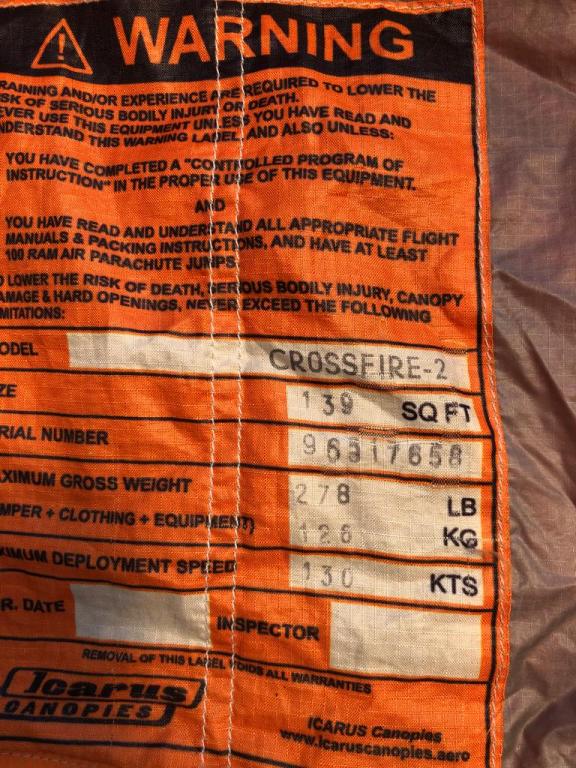 WARNING
RAINING AND/OR EXPERIENCE ARE REQUIRED TO LOWER THE
SK OF SERIOUS BODILY INJURY OR DEATH.
EVER USE THIS EQUIPMENT UNLESS YOU HAVE READ AND
NDERSTAND THIS WARNING LABEL, AND ALSO UNLESS:
YOU HAVE COMPLETED A "CONTROLLED PROGRAM OF
INSTRUCTION" IN THE PROPER USE OF THIS EQUIPMENT.
AND
YOU HAVE READ AND UNDERSTAND ALL APPROPRIATE FLIGHT
MANUALS & PACKING INSTRUCTIONS, AND HAVE AT LEAST
100 RAM AIR PARACHUTE JUMPS.
O LOWER THE RISK OF DEATH, SERIOUS BODILY INJURY, CANOPY
AMAGE & HARD OPENINGS, NEVER EXCEED THE FOLLOWING
MITATIONS:
ODEL CROSSFIRE-2
ZE 139 SQ FT
RIAL NUMBER 96517658
AXIMUM GROSS WEIGHT 278 LB
UMPER + CLOTHING + EQUIPMENT) 126 KG
XIMUM DEPLOYMENT SPEED 130 KTS
R. DATE INSPECTOR
REMOVAL OF THIS LABEL VOIDS ALL WARRANTIES
Icarus
CANOPIES
ICARUS Canopies
www.Icaruscanopies.aero